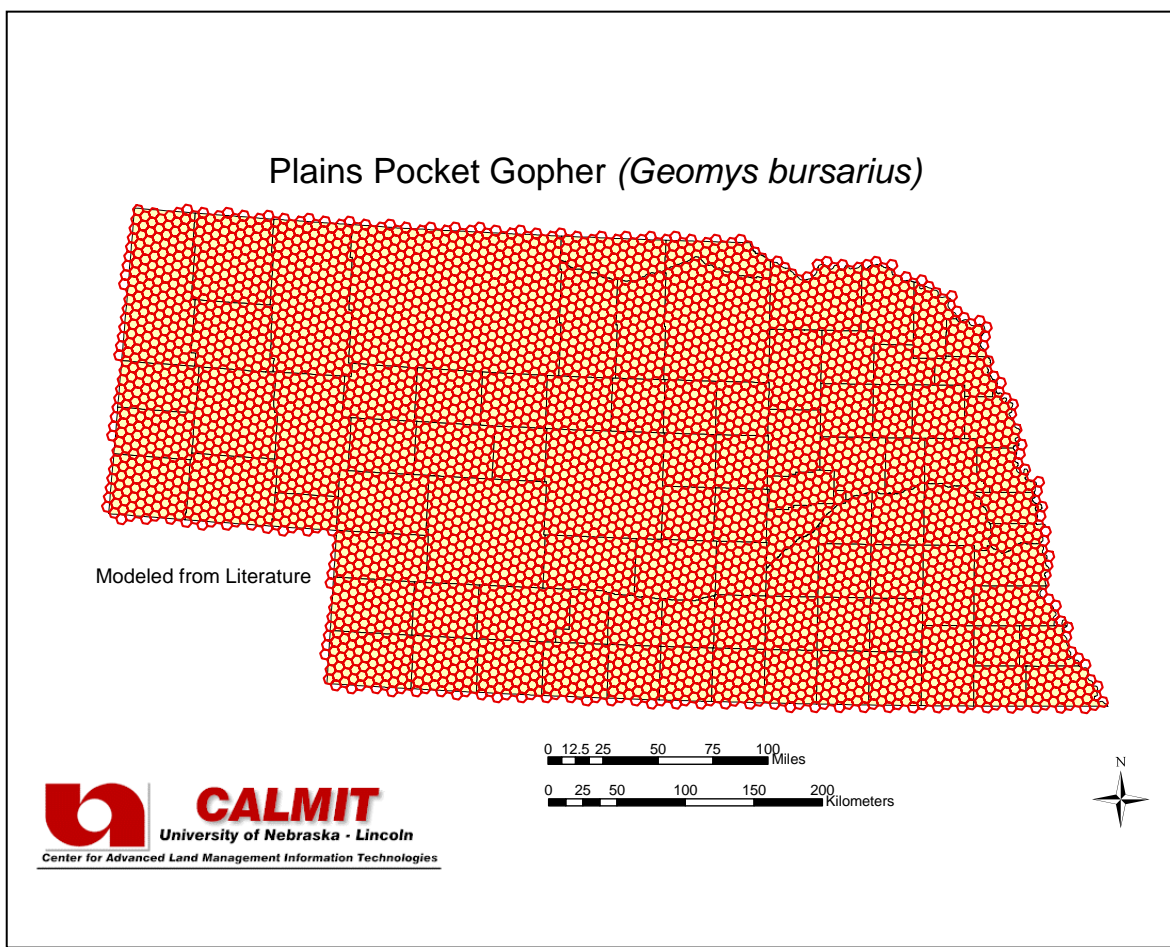 Plains Pocket Gopher (Geomys bursarius)
Modeled from Literature
0 12.5 25 50 75 100
Miles
0 25 50 100 150 200
Kilometers
N
CALMIT
University of Nebraska - Lincoln
Center for Advanced Land Management Information Technologies